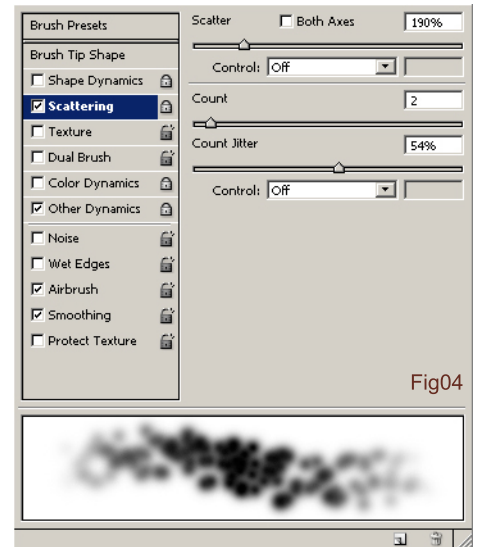 Brush Presets
Brush Tip Shape
Shape Dynamics
Scattering
Texture
Dual Brush
Color Dynamics
Other Dynamics
Noise
Wet Edges
Airbrush
Smoothing
Protect Texture
Scatter Both Axes 190%
Control: Off
Count 2
Count Jitter 54%
Control: Off
Fig04